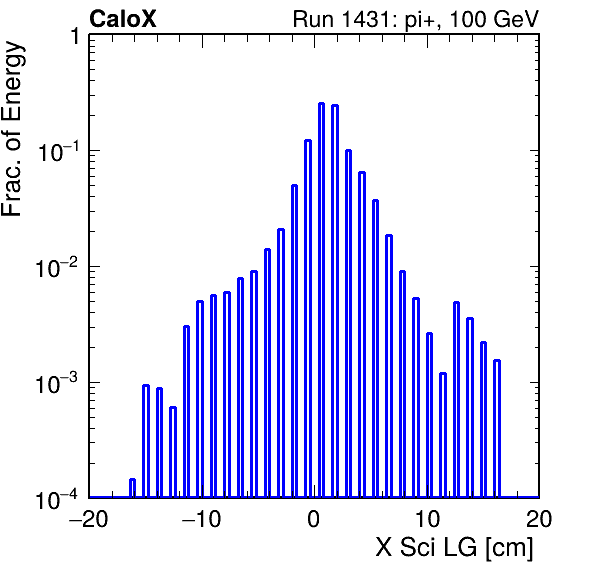 CaloX Run 1431: pi+, 100 GeV
Frac. of Energy
1
10⁻¹
10⁻²
10⁻³
10⁻⁴
−20 −10 0 10 20
X Sci LG [cm]